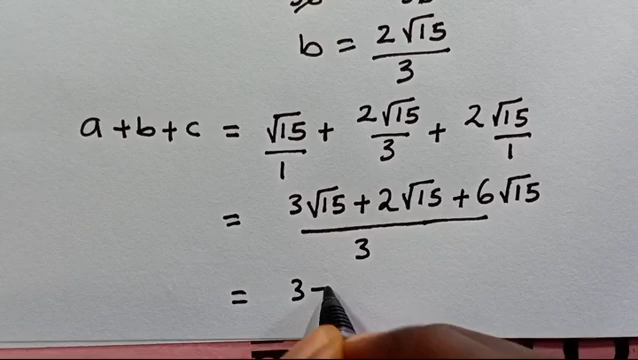 b = 2√15/3
a+b+c = √15/1 + 2√15/3 + 2√15/1
= (3√15 + 2√15 + 6√15)/3
= 3